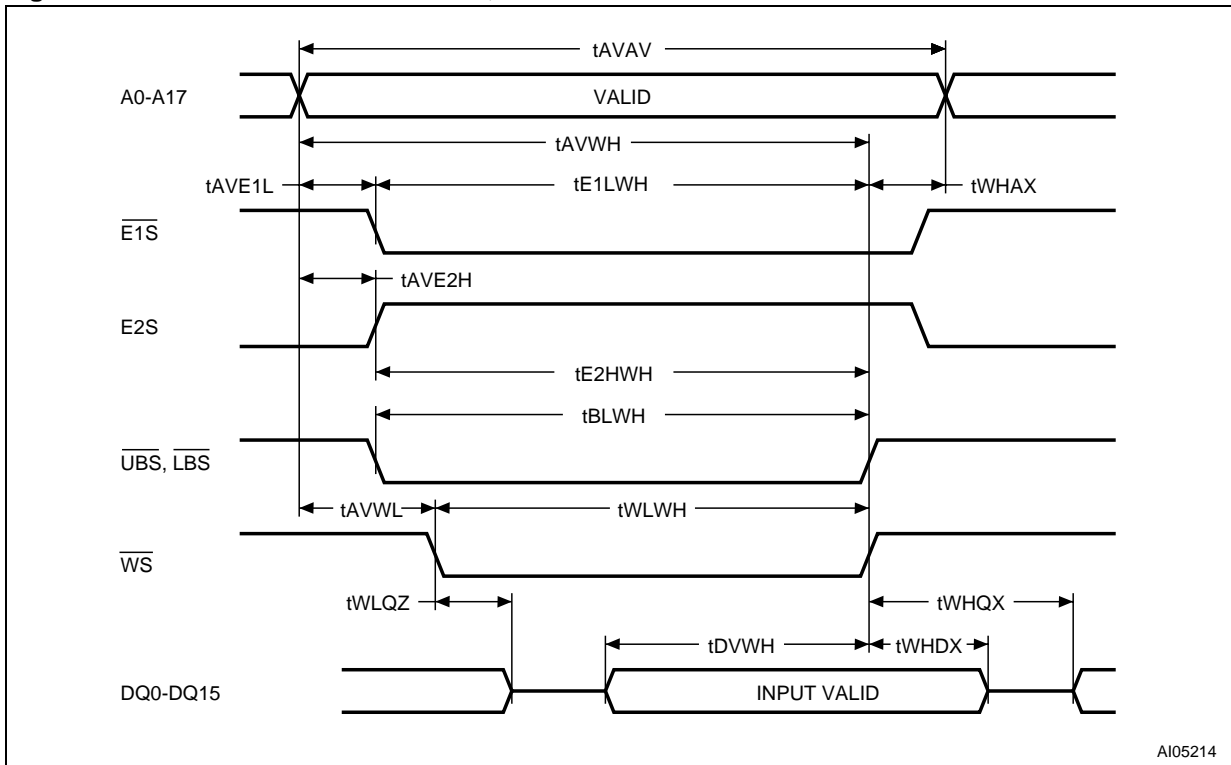 tAVAV
A0-A17
VALID
tAVWH
tAVE1L
tE1LWH
tWHAX
E1S
tAVE2H
E2S
tE2HWH
tBLWH
UBS, LBS
tAVWL
tWLWH
WS
tWLQZ
tWHQX
tDVWH
tWHDX
DQ0-DQ15
INPUT VALID
AI05214